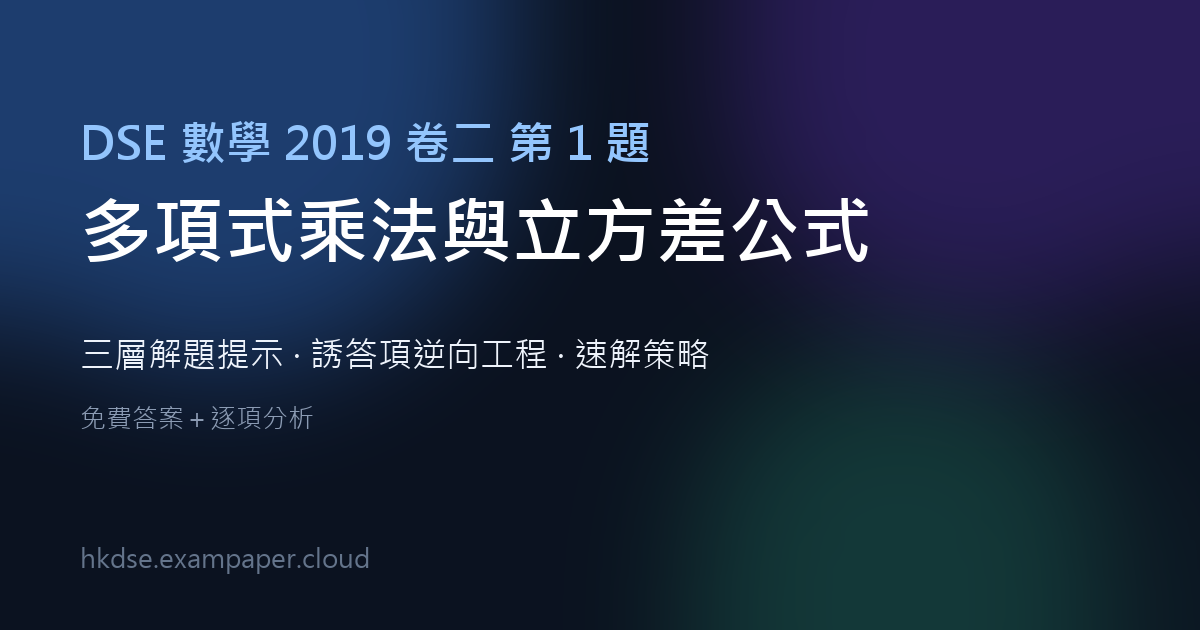 DSE 數學 2019 卷二 第 1 題
多項式乘法與立方差公式
三層解題提示 · 誘答項逆向工程 · 速解策略
免費答案 + 逐項分析
hkdse.exampaper.cloud